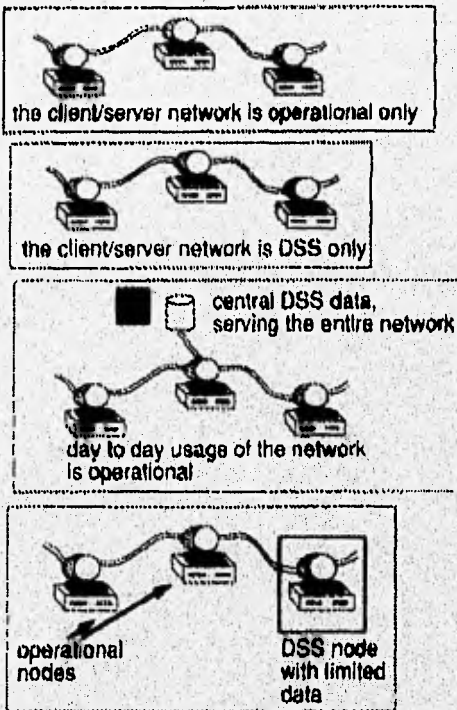 the client/server network is operational only
the client/server network is DSS only
central DSS data,
serving the entire network
day to day usage of the network
is operational
operational
nodes
DSS node
with limited
data